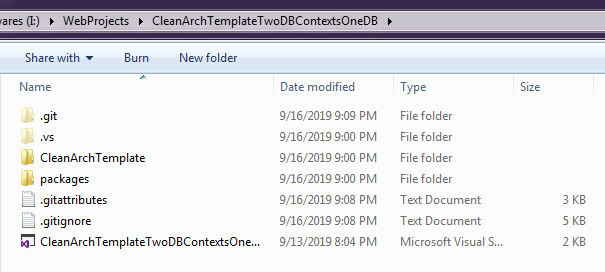 wares (I:) ▸ WebProjects ▸ CleanArchTemplateTwoDBContextsOneDB ▸
Share with Burn New folder
Name Date modified Type Size
.git 9/16/2019 9:09 PM File folder
.vs 9/16/2019 9:00 PM File folder
CleanArchTemplate 9/16/2019 9:00 PM File folder
packages 9/16/2019 9:00 PM File folder
.gitattributes 9/16/2019 9:08 PM Text Document 3 KB
.gitignore 9/16/2019 9:08 PM Text Document 5 KB
CleanArchTemplateTwoDBContextsOne... 9/13/2019 8:04 PM Microsoft Visual S... 2 KB